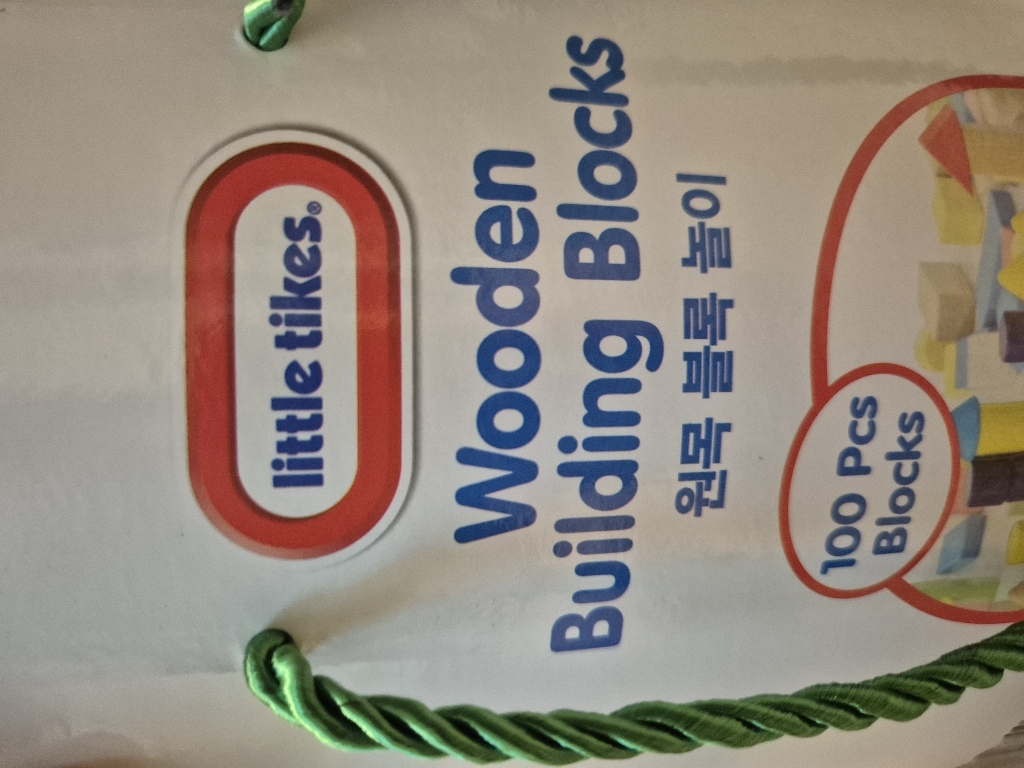 little tikes®
Wooden
Building Blocks
원목 블록 놀이
100 Pcs
Blocks